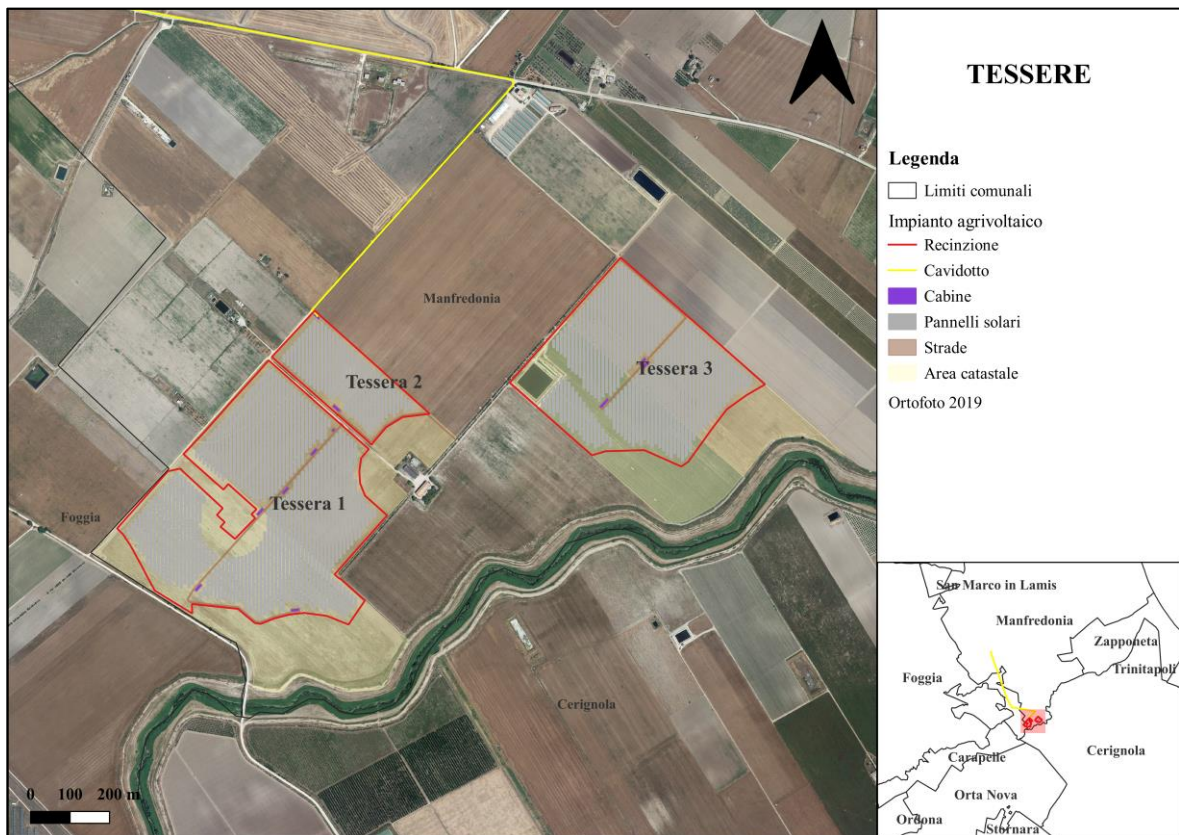 TESSERE
Legenda
Limiti comunali
Impianto agrivoltaico
Recinzione
Cavidotto
Cabine
Pannelli solari
Strade
Area catastale
Ortofoto 2019
Manfredonia
Tessera 2
Tessera 3
Tessera 1
Foggia
Cerignola
0 100 200 m
San Marco in Lamis
Manfredonia
Zapponeta
Trinitapoli
Foggia
Cerignola
Carapelle
Orta Nova
Ordona
Stornara